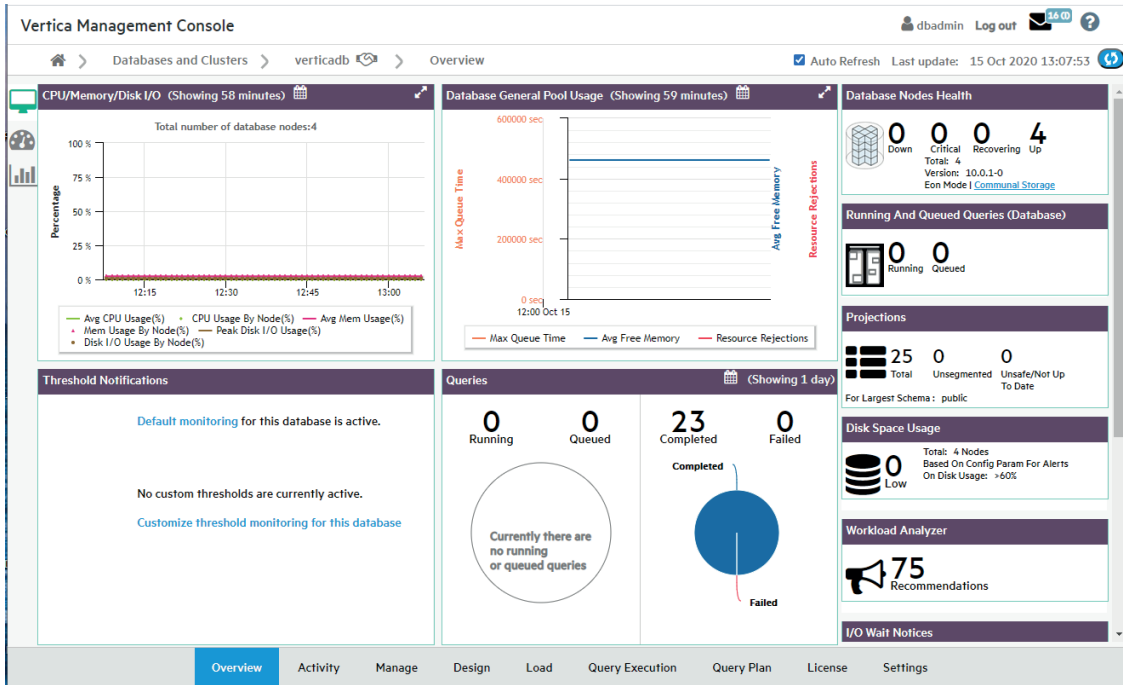 Vertica Management Console
dbadmin Log out 16 ?
Databases and Clusters verticadb Overview
Auto Refresh Last update: 15 Oct 2020 13:07:53
CPU/Memory/Disk I/O (Showing 58 minutes)
Total number of database nodes:4
100 %
75 %
50 %
25 %
0 %
Percentage
12:15 12:30 12:45 13:00
Avg CPU Usage(%) CPU Usage By Node(%) Avg Mem Usage(%)
Mem Usage By Node(%) Peak Disk I/O Usage(%)
Disk I/O Usage By Node(%)
Database General Pool Usage (Showing 59 minutes)
600000 sec
400000 sec
200000 sec
0 sec
Max Queue Time
Avg Free Memory
Resource Rejections
12:00 Oct 15
Max Queue Time Avg Free Memory Resource Rejections
Database Nodes Health
0 0 0 4
Down Critical Recovering Up
Total: 4
Version: 10.0.1-0
Eon Mode | Communal Storage
Running And Queued Queries (Database)
0 0
Running Queued
Projections
25 0 0
Total Unsegmented Unsafe/Not Up
To Date
For Largest Schema : public
Threshold Notifications
Default monitoring for this database is active.
No custom thresholds are currently active.
Customize threshold monitoring for this database
Queries (Showing 1 day)
0 0 23 0
Running Queued Completed Failed
Currently there are
no running
or queued queries
Completed
Failed
Disk Space Usage
0
Low
Total: 4 Nodes
Based On Config Param For Alerts
On Disk Usage: >60%
Workload Analyzer
75
Recommendations
I/O Wait Notices
Overview Activity Manage Design Load Query Execution Query Plan License Settings